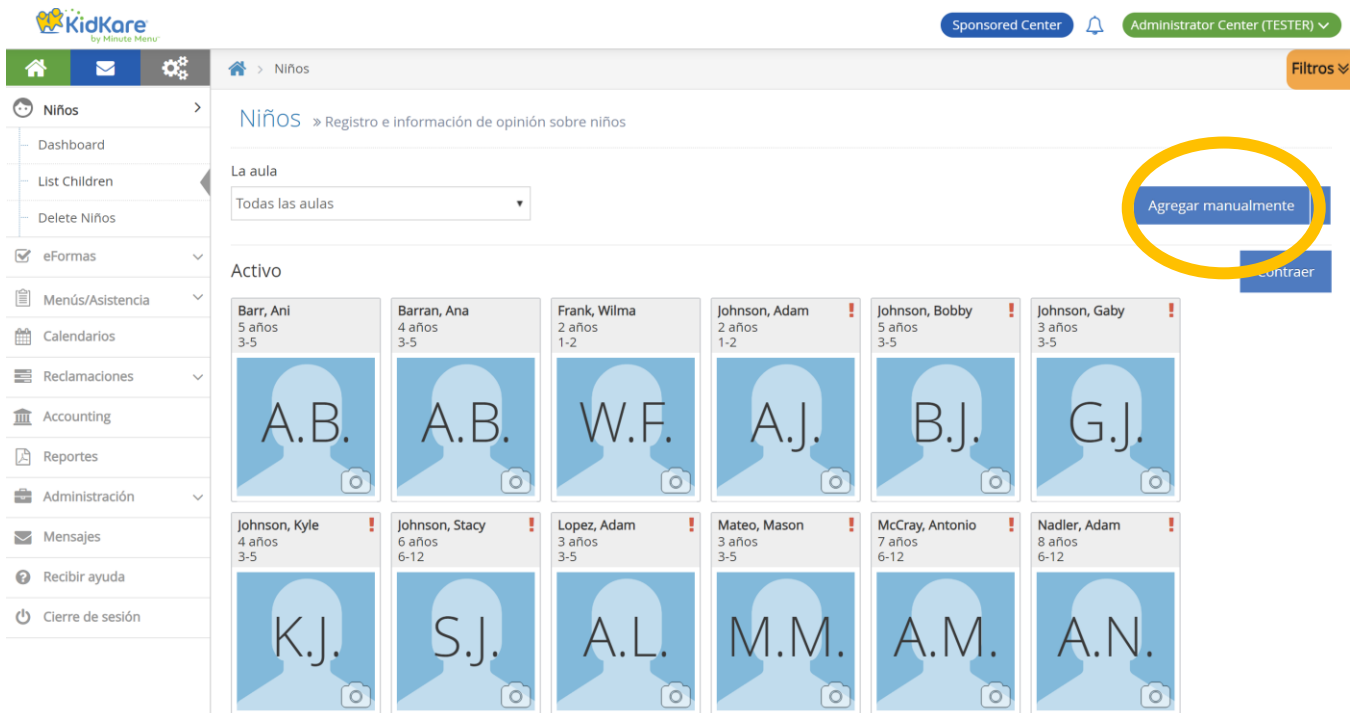 KidKare
by Minute Menu
Sponsored Center
Administrator Center (TESTER)
> Niños
Filtros
Niños
Dashboard
List Children
Delete Niños
eFormas
Menús/Asistencia
Calendarios
Reclamaciones
Accounting
Reportes
Administración
Mensajes
Recibir ayuda
Cierre de sesión
Niños » Registro e información de opinión sobre niños
La aula
Todas las aulas
Agregar manualmente
Activo
Contraer
Barr, Ani
5 años
3-5
A.B.
Barran, Ana
4 años
3-5
A.B.
Frank, Wilma
2 años
1-2
W.F.
Johnson, Adam !
2 años
1-2
A.J.
Johnson, Bobby !
5 años
3-5
B.J.
Johnson, Gaby !
3 años
3-5
G.J.
Johnson, Kyle !
4 años
3-5
K.J.
Johnson, Stacy !
6 años
6-12
S.J.
Lopez, Adam !
3 años
3-5
A.L.
Mateo, Mason !
3 años
3-5
M.M.
McCray, Antonio !
7 años
6-12
A.M.
Nadler, Adam !
8 años
6-12
A.N.